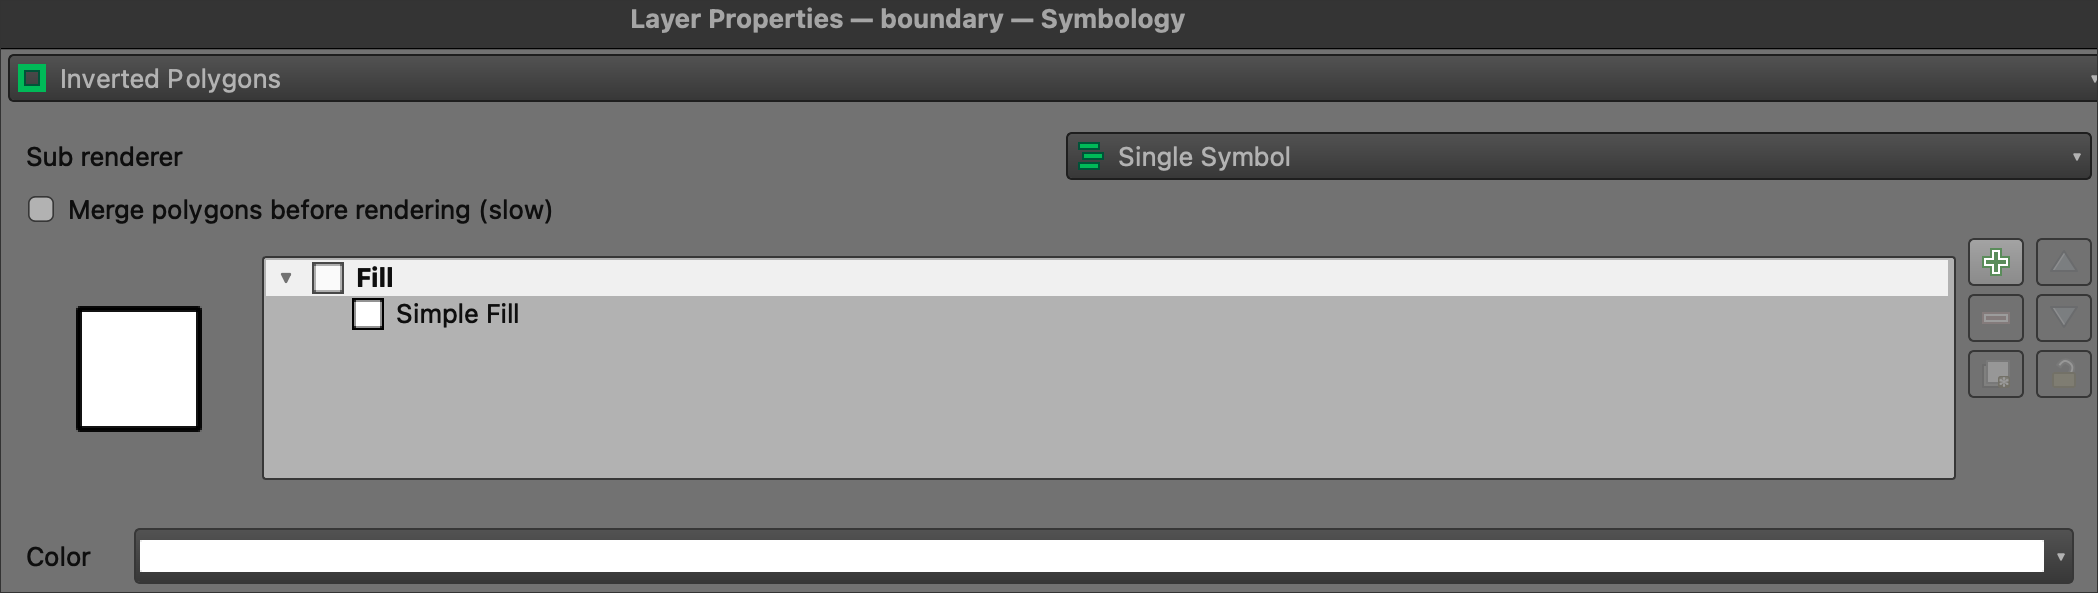 Layer Properties — boundary — Symbology
Inverted Polygons
Sub renderer
Single Symbol
Merge polygons before rendering (slow)
Fill
Simple Fill
Color